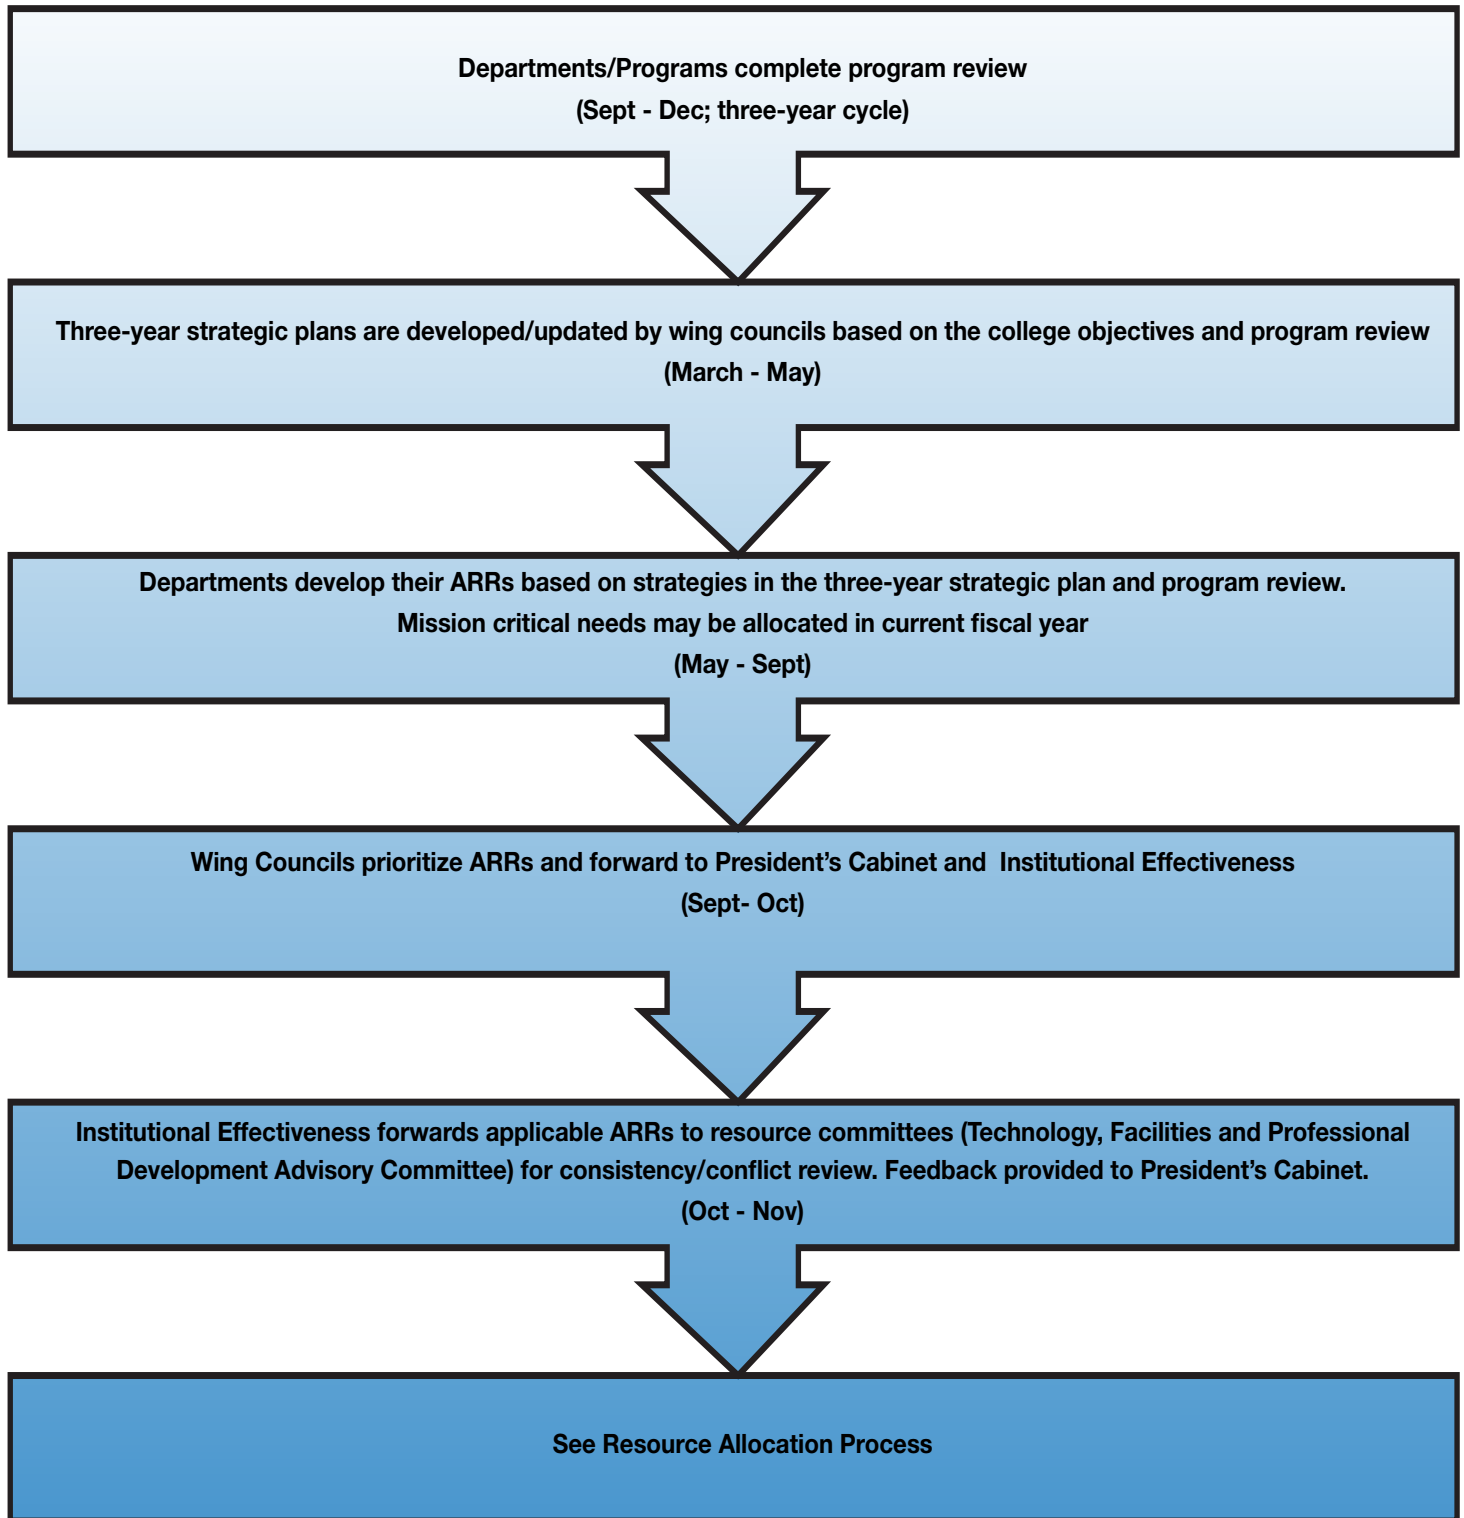 Departments/Programs complete program review
(Sept - Dec; three-year cycle)
Three-year strategic plans are developed/updated by wing councils based on the college objectives and program review
(March - May)
Departments develop their ARRs based on strategies in the three-year strategic plan and program review.
Mission critical needs may be allocated in current fiscal year
(May - Sept)
Wing Councils prioritize ARRs and forward to President’s Cabinet and  Institutional Effectiveness
(Sept- Oct)
Institutional Effectiveness forwards applicable ARRs to resource committees (Technology, Facilities and Professional
Development Advisory Committee) for consistency/conflict review. Feedback provided to President’s Cabinet.
(Oct - Nov)
See Resource Allocation Process